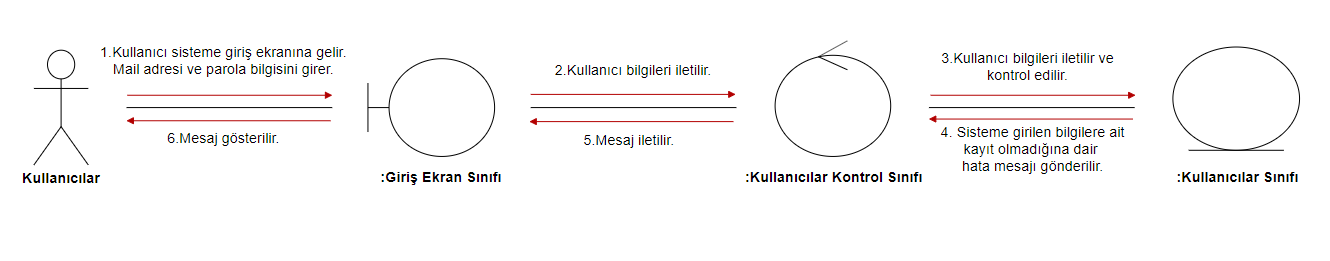 1.Kullanıcı sisteme giriş ekranına gelir.
Mail adresi ve parola bilgisini girer.
6.Mesaj gösterilir.
Kullanıcılar
2.Kullanıcı bilgileri iletilir.
5.Mesaj iletilir.
:Giriş Ekran Sınıfı
3.Kullanıcı bilgileri iletilir ve
kontrol edilir.
4. Sisteme girilen bilgilere ait
kayıt olmadığına dair
hata mesajı gönderilir.
:Kullanıcılar Kontrol Sınıfı
:Kullanıcılar Sınıfı